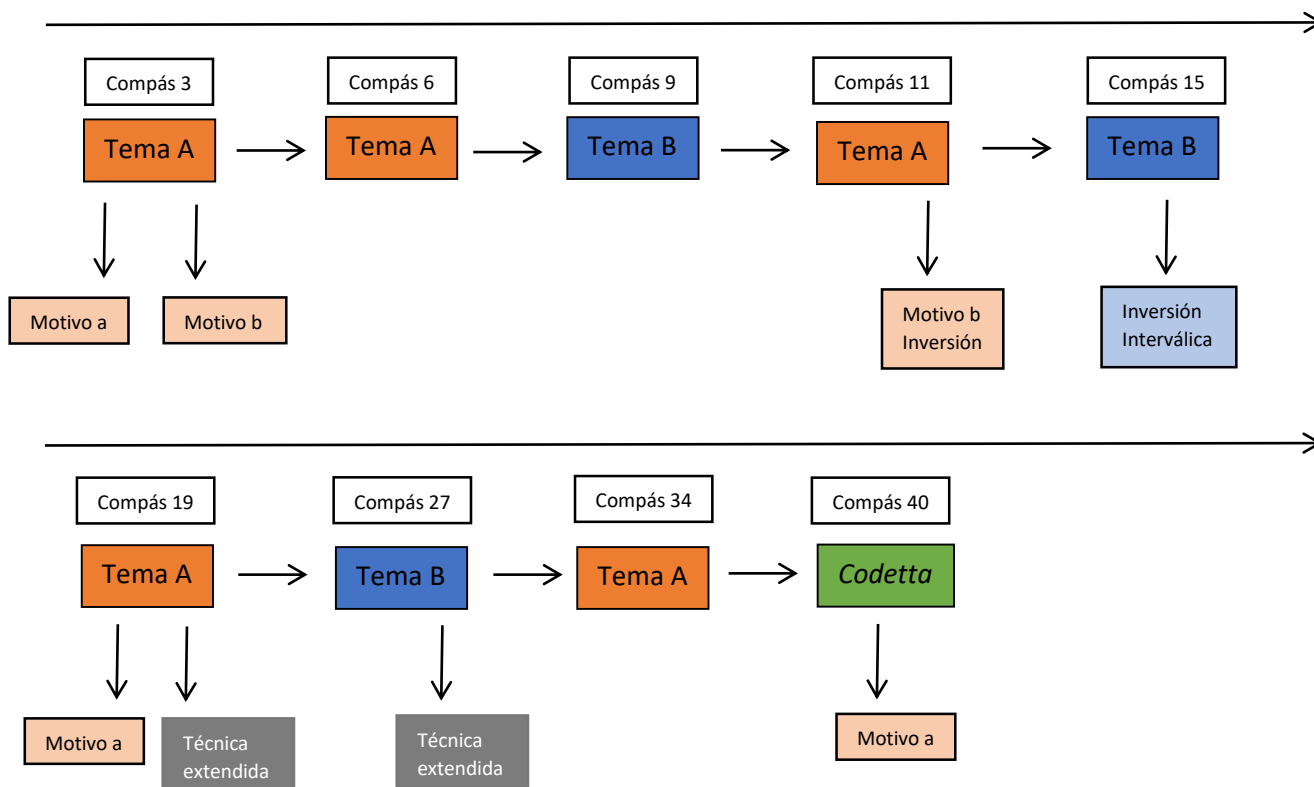 Compás 3
Compás 6
Compás 9
Compás 11
Compás 15
Tema A
Tema A
Tema B
Tema A
Tema B
Motivo a
Motivo b
Motivo b
Inversión
Inversión
Interválica
Compás 19
Compás 27
Compás 34
Compás 40
Tema A
Tema B
Tema A
Codetta
Motivo a
Técnica
extendida
Técnica
extendida
Motivo a